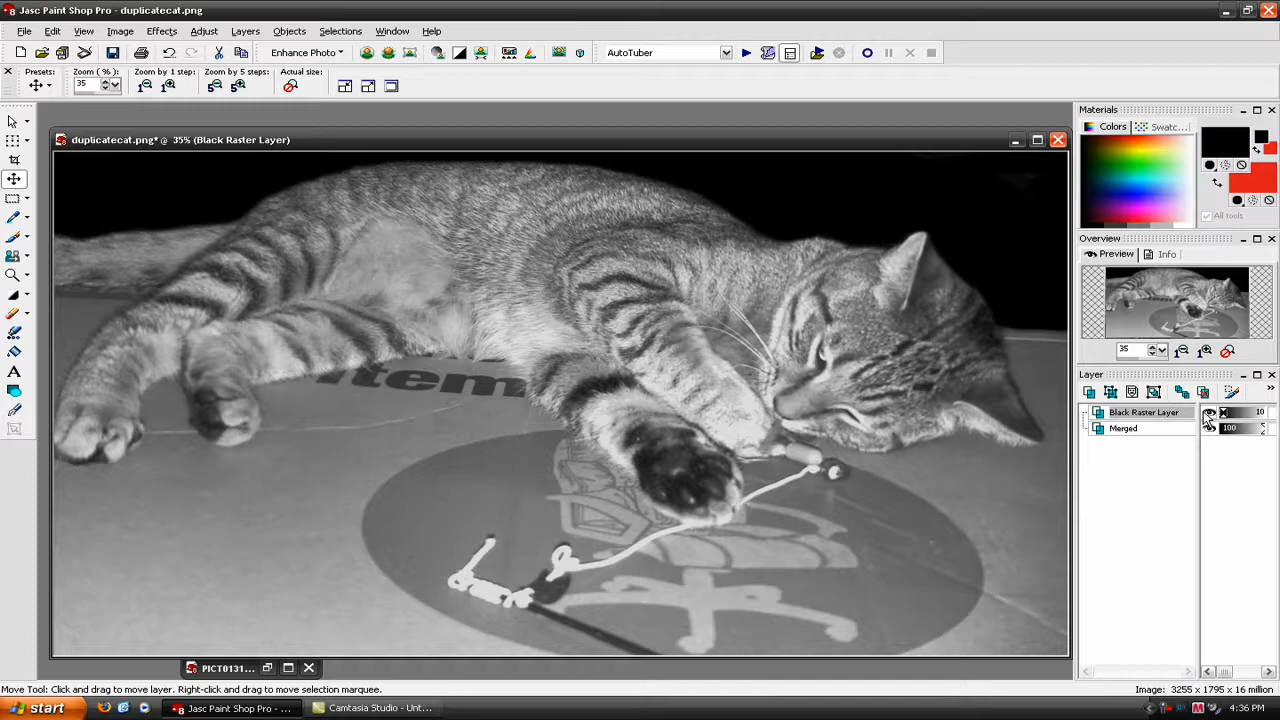 Jasc Paint Shop Pro - duplicatecat.png
File Edit View Image Effects Adjust Layers Objects Selections Window Help
Enhance Photo
AutoTuber
Presets: Zoom ( % ): Zoom by 1 step: Zoom by 5 steps: Actual size:
35
duplicatecat.png* @ 35% (Black Raster Layer)
Item
PICT0131...
Materials
Colors Swatc...
All tools
Overview
Preview Info
35
Layer
Black Raster Layer 10
Merged 100
Move Tool: Click and drag to move layer. Right-click and drag to move selection marquee.
Image: 3255 x 1795 x 16 million
start
Jasc Paint Shop Pro - ...
Camtasia Studio - Unt...
4:36 PM